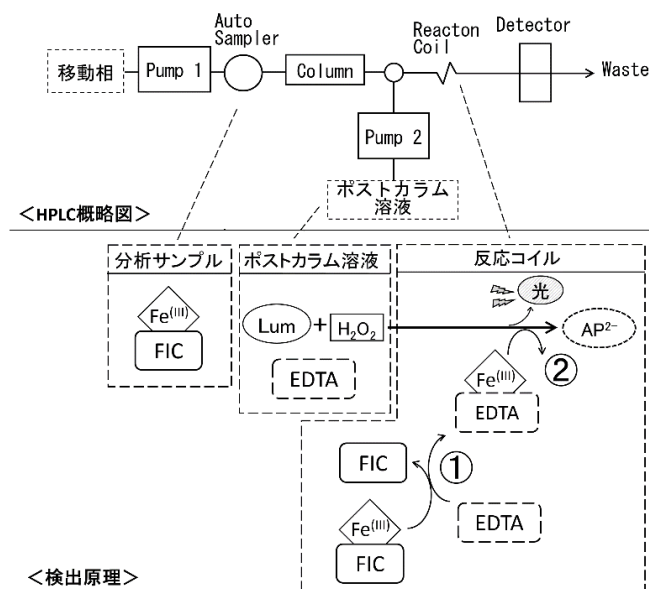 移動相
Pump 1
Auto
Sampler
Column
Pump 2
ポストカラム
溶液
Reacton
Coil
Detector
Waste
<HPLC概略図>
分析サンプル
Fe(III)
FIC
ポストカラム溶液
Lum + H2O2
EDTA
反応コイル
光
AP2−
②
Fe(III)
EDTA
①
FIC
EDTA
Fe(III)
FIC
<検出原理>